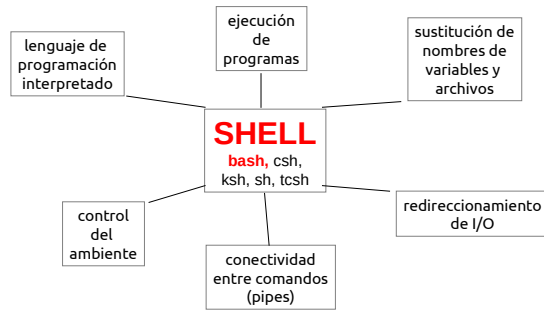 ejecución
de
programas
sustitución de
nombres de
variables y
archivos
lenguaje de
programación
interpretado
SHELL
bash, csh,
ksh, sh, tcsh
redireccionamiento
de I/O
control
del
ambiente
conectividad
entre comandos
(pipes)